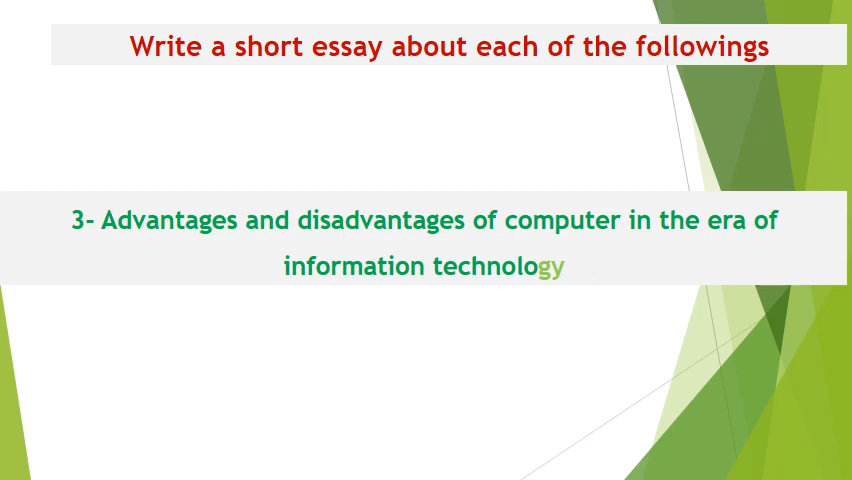 Write a short essay about each of the followings
3- Advantages and disadvantages of computer in the era of
information technology